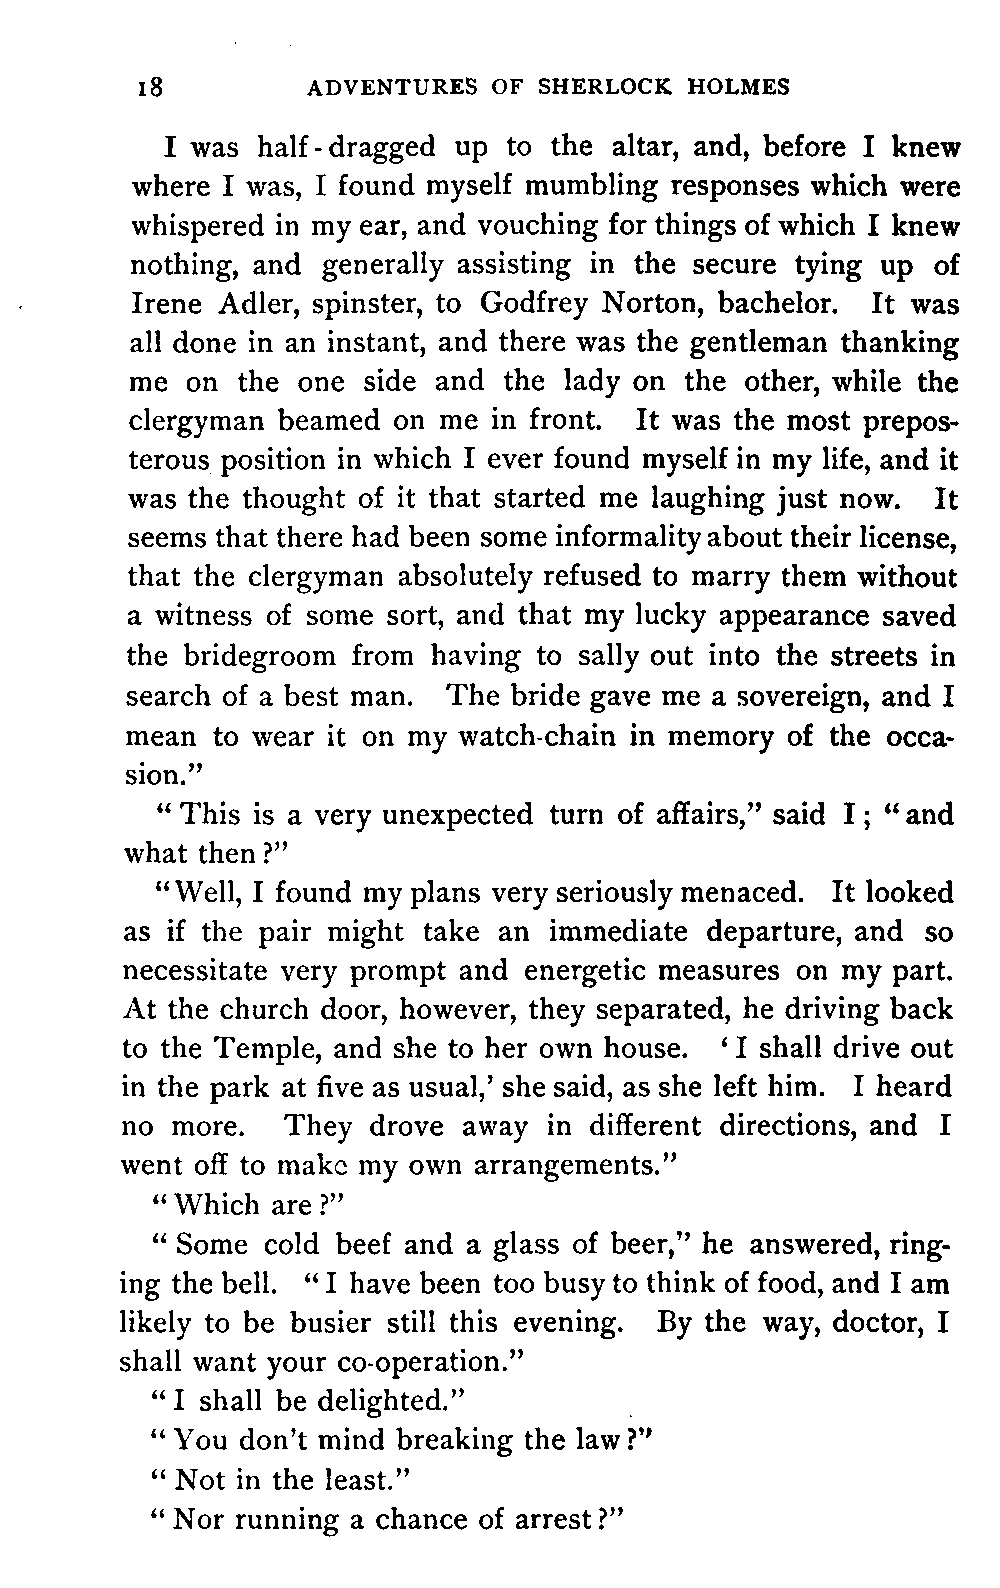 18 ADVENTURES OF SHERLOCK HOLMES
I was half-dragged up to the altar, and, before I knew
where I was, I found myself mumbling responses which were
whispered in my ear, and vouching for things of which I knew
nothing, and generally assisting in the secure tying up of
Irene Adler, spinster, to Godfrey Norton, bachelor. It was
all done in an instant, and there was the gentleman thanking
me on the one side and the lady on the other, while the
clergyman beamed on me in front. It was the most prepos-
terous position in which I ever found myself in my life, and it
was the thought of it that started me laughing just now. It
seems that there had been some informality about their license,
that the clergyman absolutely refused to marry them without
a witness of some sort, and that my lucky appearance saved
the bridegroom from having to sally out into the streets in
search of a best man. The bride gave me a sovereign, and I
mean to wear it on my watch-chain in memory of the occa-
sion."
"This is a very unexpected turn of affairs," said I; "and
what then?"
"Well, I found my plans very seriously menaced. It looked
as if the pair might take an immediate departure, and so
necessitate very prompt and energetic measures on my part.
At the church door, however, they separated, he driving back
to the Temple, and she to her own house. 'I shall drive out
in the park at five as usual,' she said, as she left him. I heard
no more. They drove away in different directions, and I
went off to make my own arrangements."
"Which are?"
"Some cold beef and a glass of beer," he answered, ring-
ing the bell. "I have been too busy to think of food, and I am
likely to be busier still this evening. By the way, doctor, I
shall want your co-operation."
"I shall be delighted."
"You don't mind breaking the law?"
"Not in the least."
"Nor running a chance of arrest?"